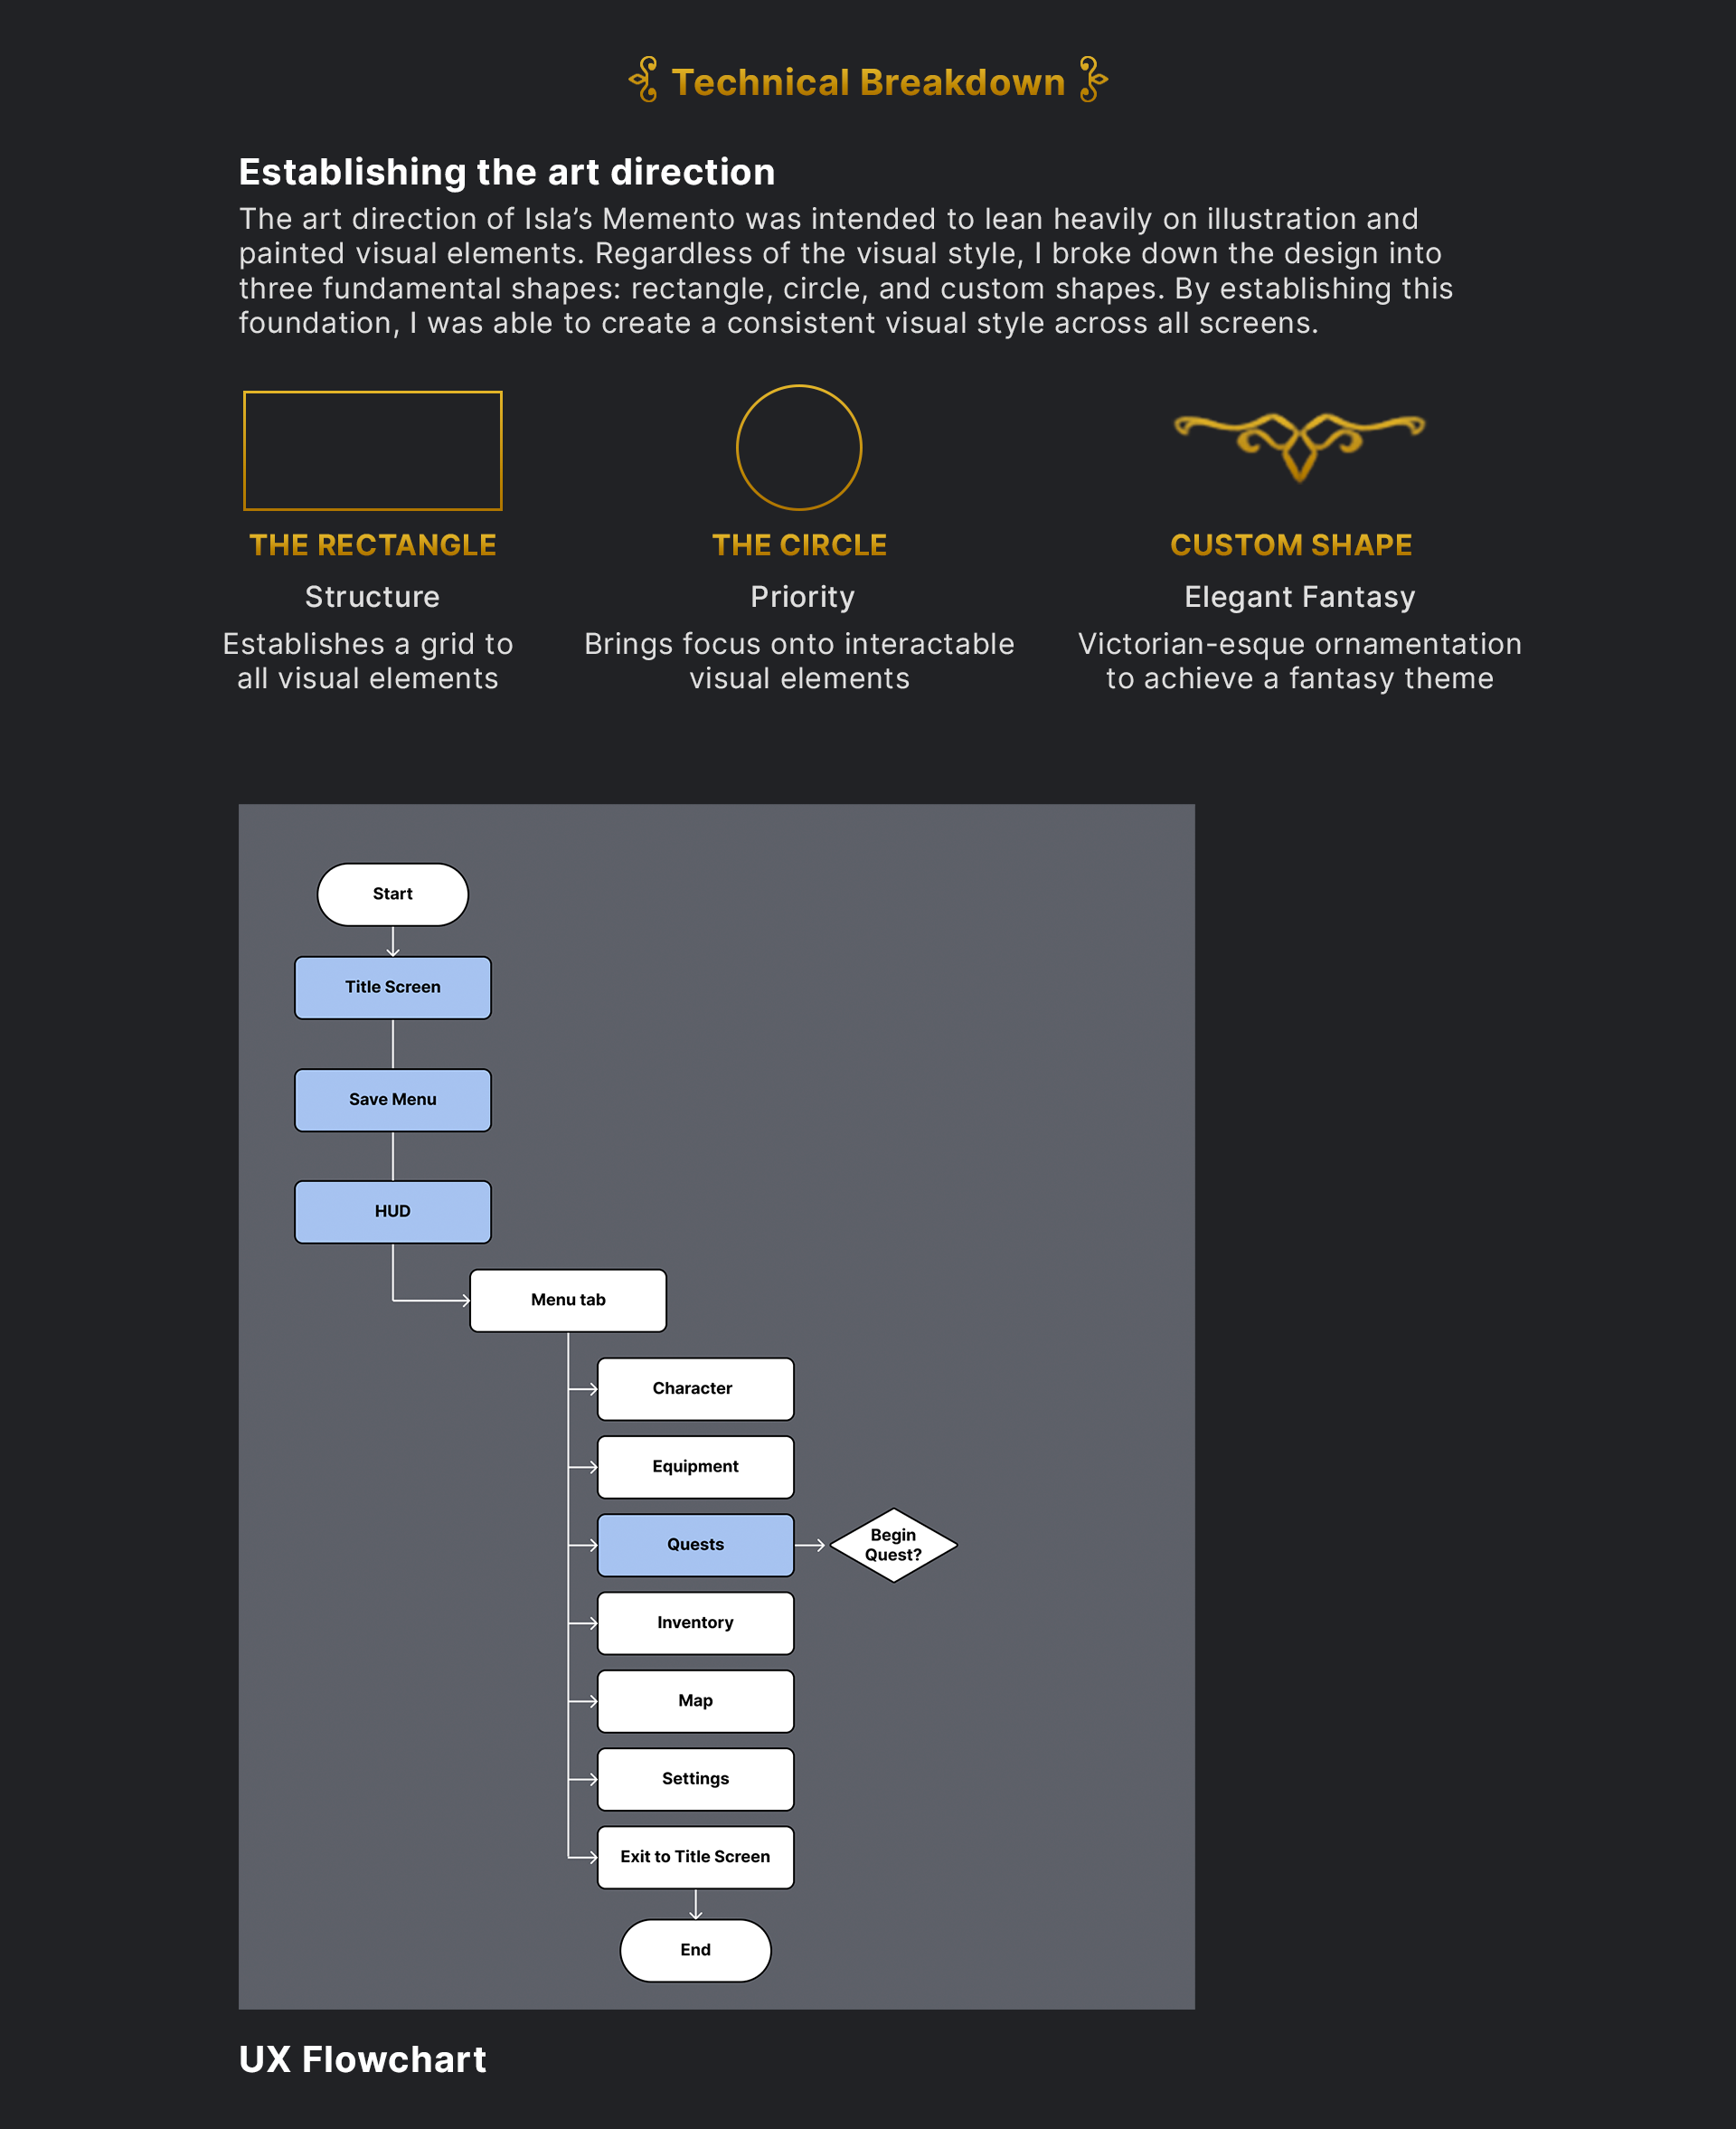 Technical Breakdown
Establishing the art direction
The art direction of Isla’s Memento was intended to lean heavily on illustration and
painted visual elements. Regardless of the visual style, I broke down the design into
three fundamental shapes: rectangle, circle, and custom shapes. By establishing this
foundation, I was able to create a consistent visual style across all screens.
THE RECTANGLE
Structure
Establishes a grid to
all visual elements
THE CIRCLE
Priority
Brings focus onto interactable
visual elements
CUSTOM SHAPE
Elegant Fantasy
Victorian-esque ornamentation
to achieve a fantasy theme
Start
Title Screen
Save Menu
HUD
Menu tab
Character
Equipment
Quests
Begin
Quest?
Inventory
Map
Settings
Exit to Title Screen
End
UX Flowchart